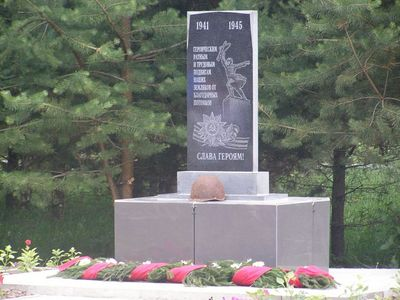 1941 1945
ГЕРОИЧЕСКИМ
РАТНЫМ
И ТРУДОВЫМ
ПОДВИГАМ
НАШИХ
ЗЕМЛЯКОВ ОТ
БЛАГОДАРНЫХ
ПОТОМКОВ
СЛАВА ГЕРОЯМ!